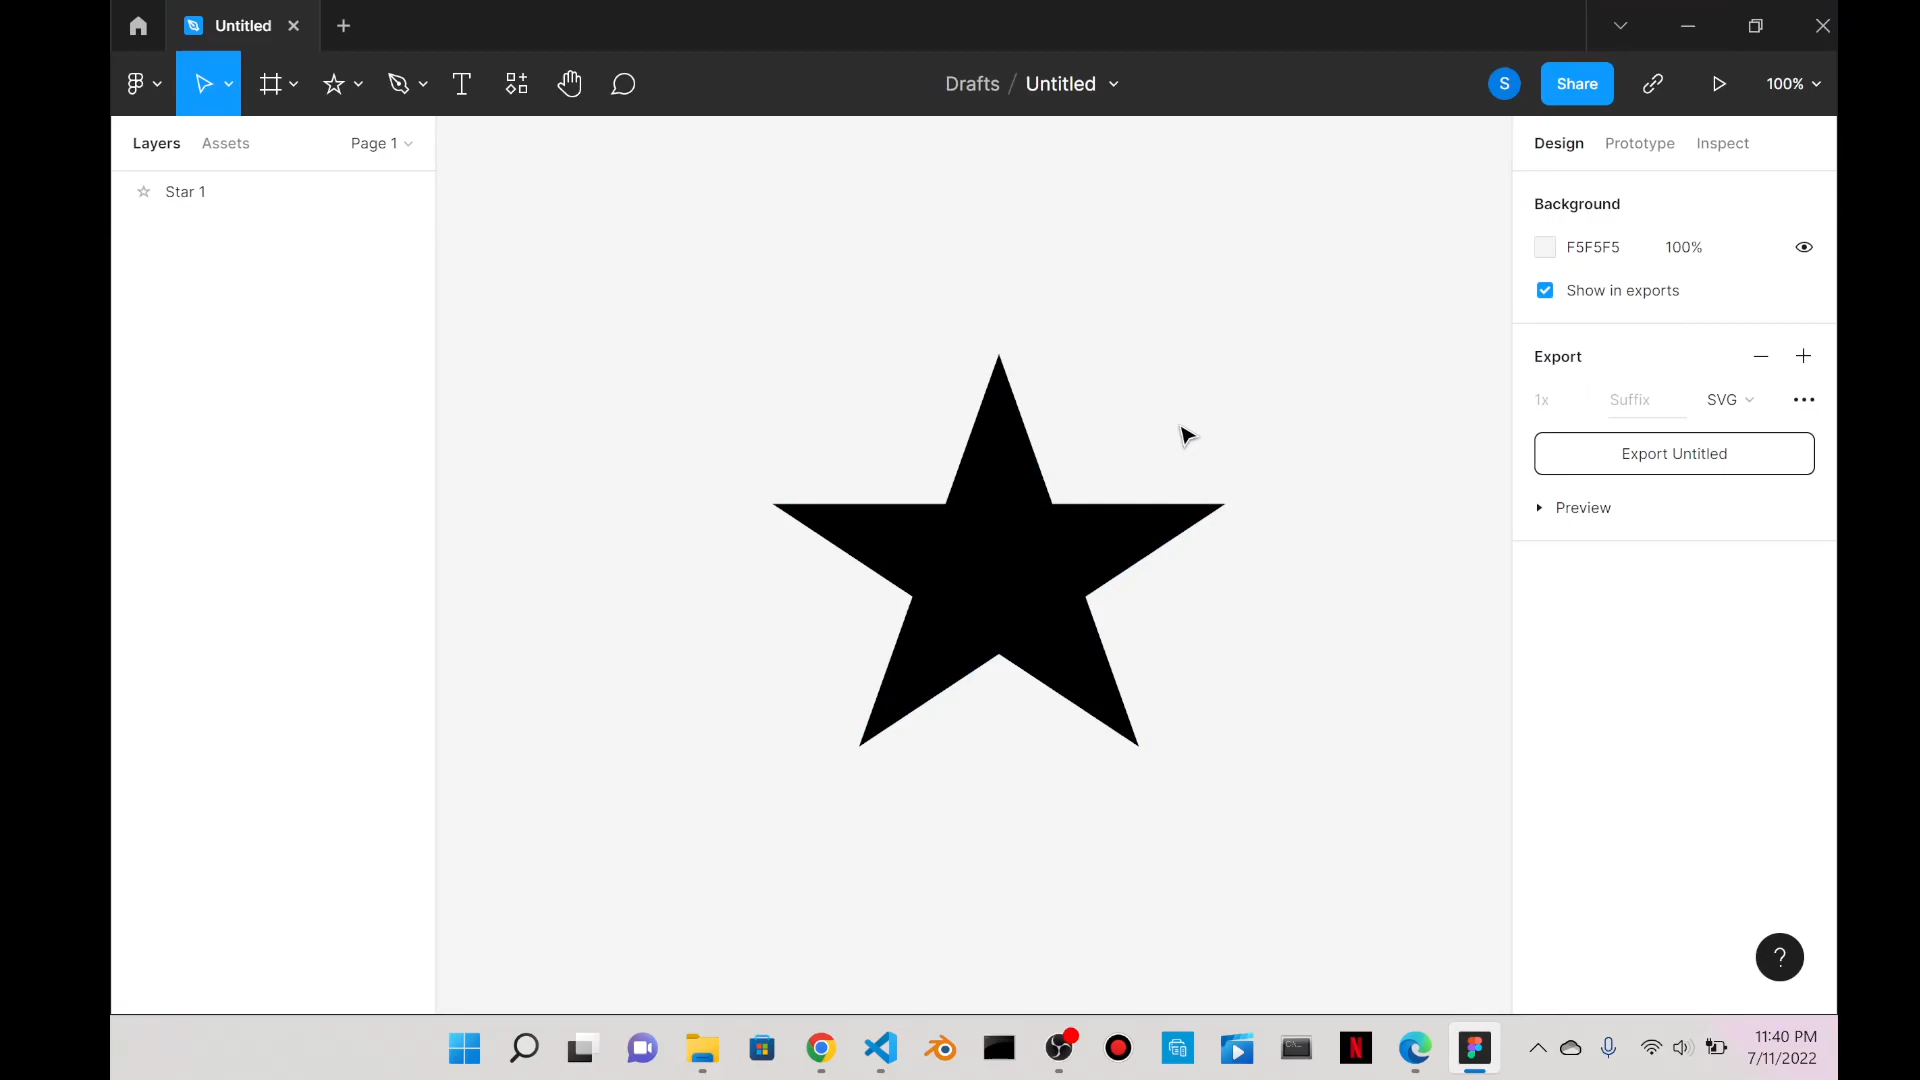 Untitled
Drafts / Untitled
S
Share
100%
Layers
Assets
Page 1
Design
Prototype
Inspect
Star 1
Background
F5F5F5
100%
Show in exports
Export
1x
Suffix
SVG
Export Untitled
Preview
?
11:40 PM
7/11/2022